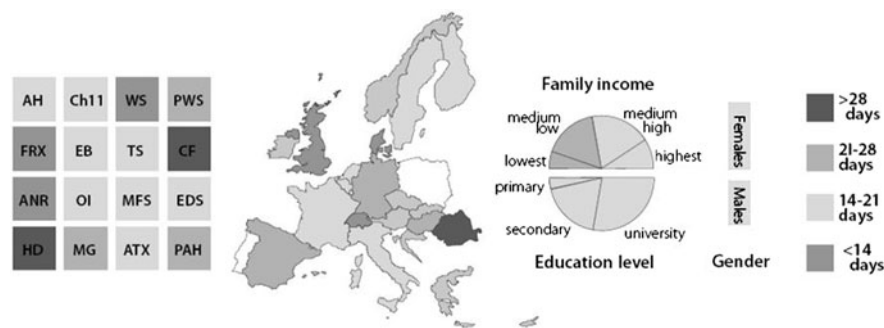 AH Ch11 WS PWS
FRX EB TS CF
ANR OI MFS EDS
HD MG ATX PAH
Family income
medium low
medium high
lowest
highest
primary
secondary
university
Education level
Females
Males
Gender
>28
days
2I-28
days
14-21
days
<14
days